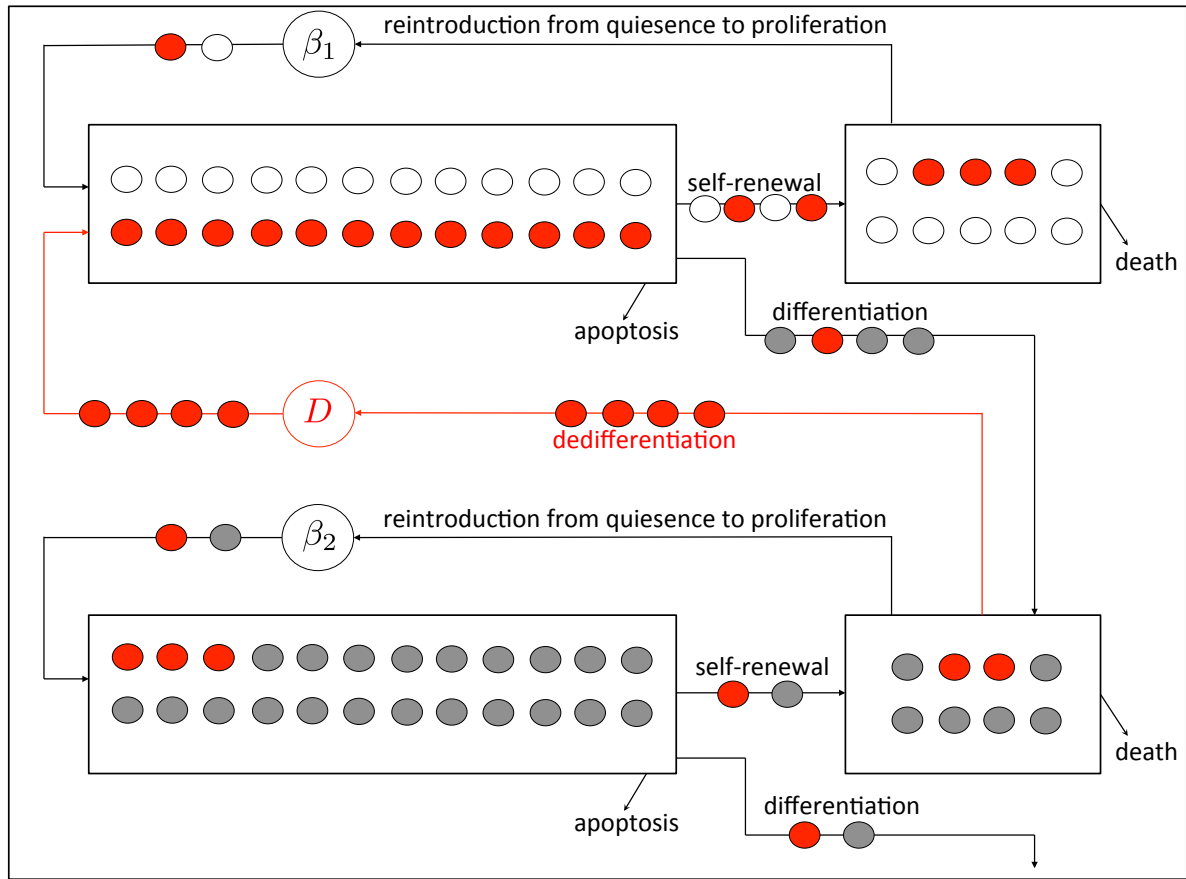 reintroduction from quiesence to proliferation
β₁
self-renewal
death
differentiation
apoptosis
D
dedifferentiation
reintroduction from quiesence to proliferation
β₂
self-renewal
death
differentiation
apoptosis